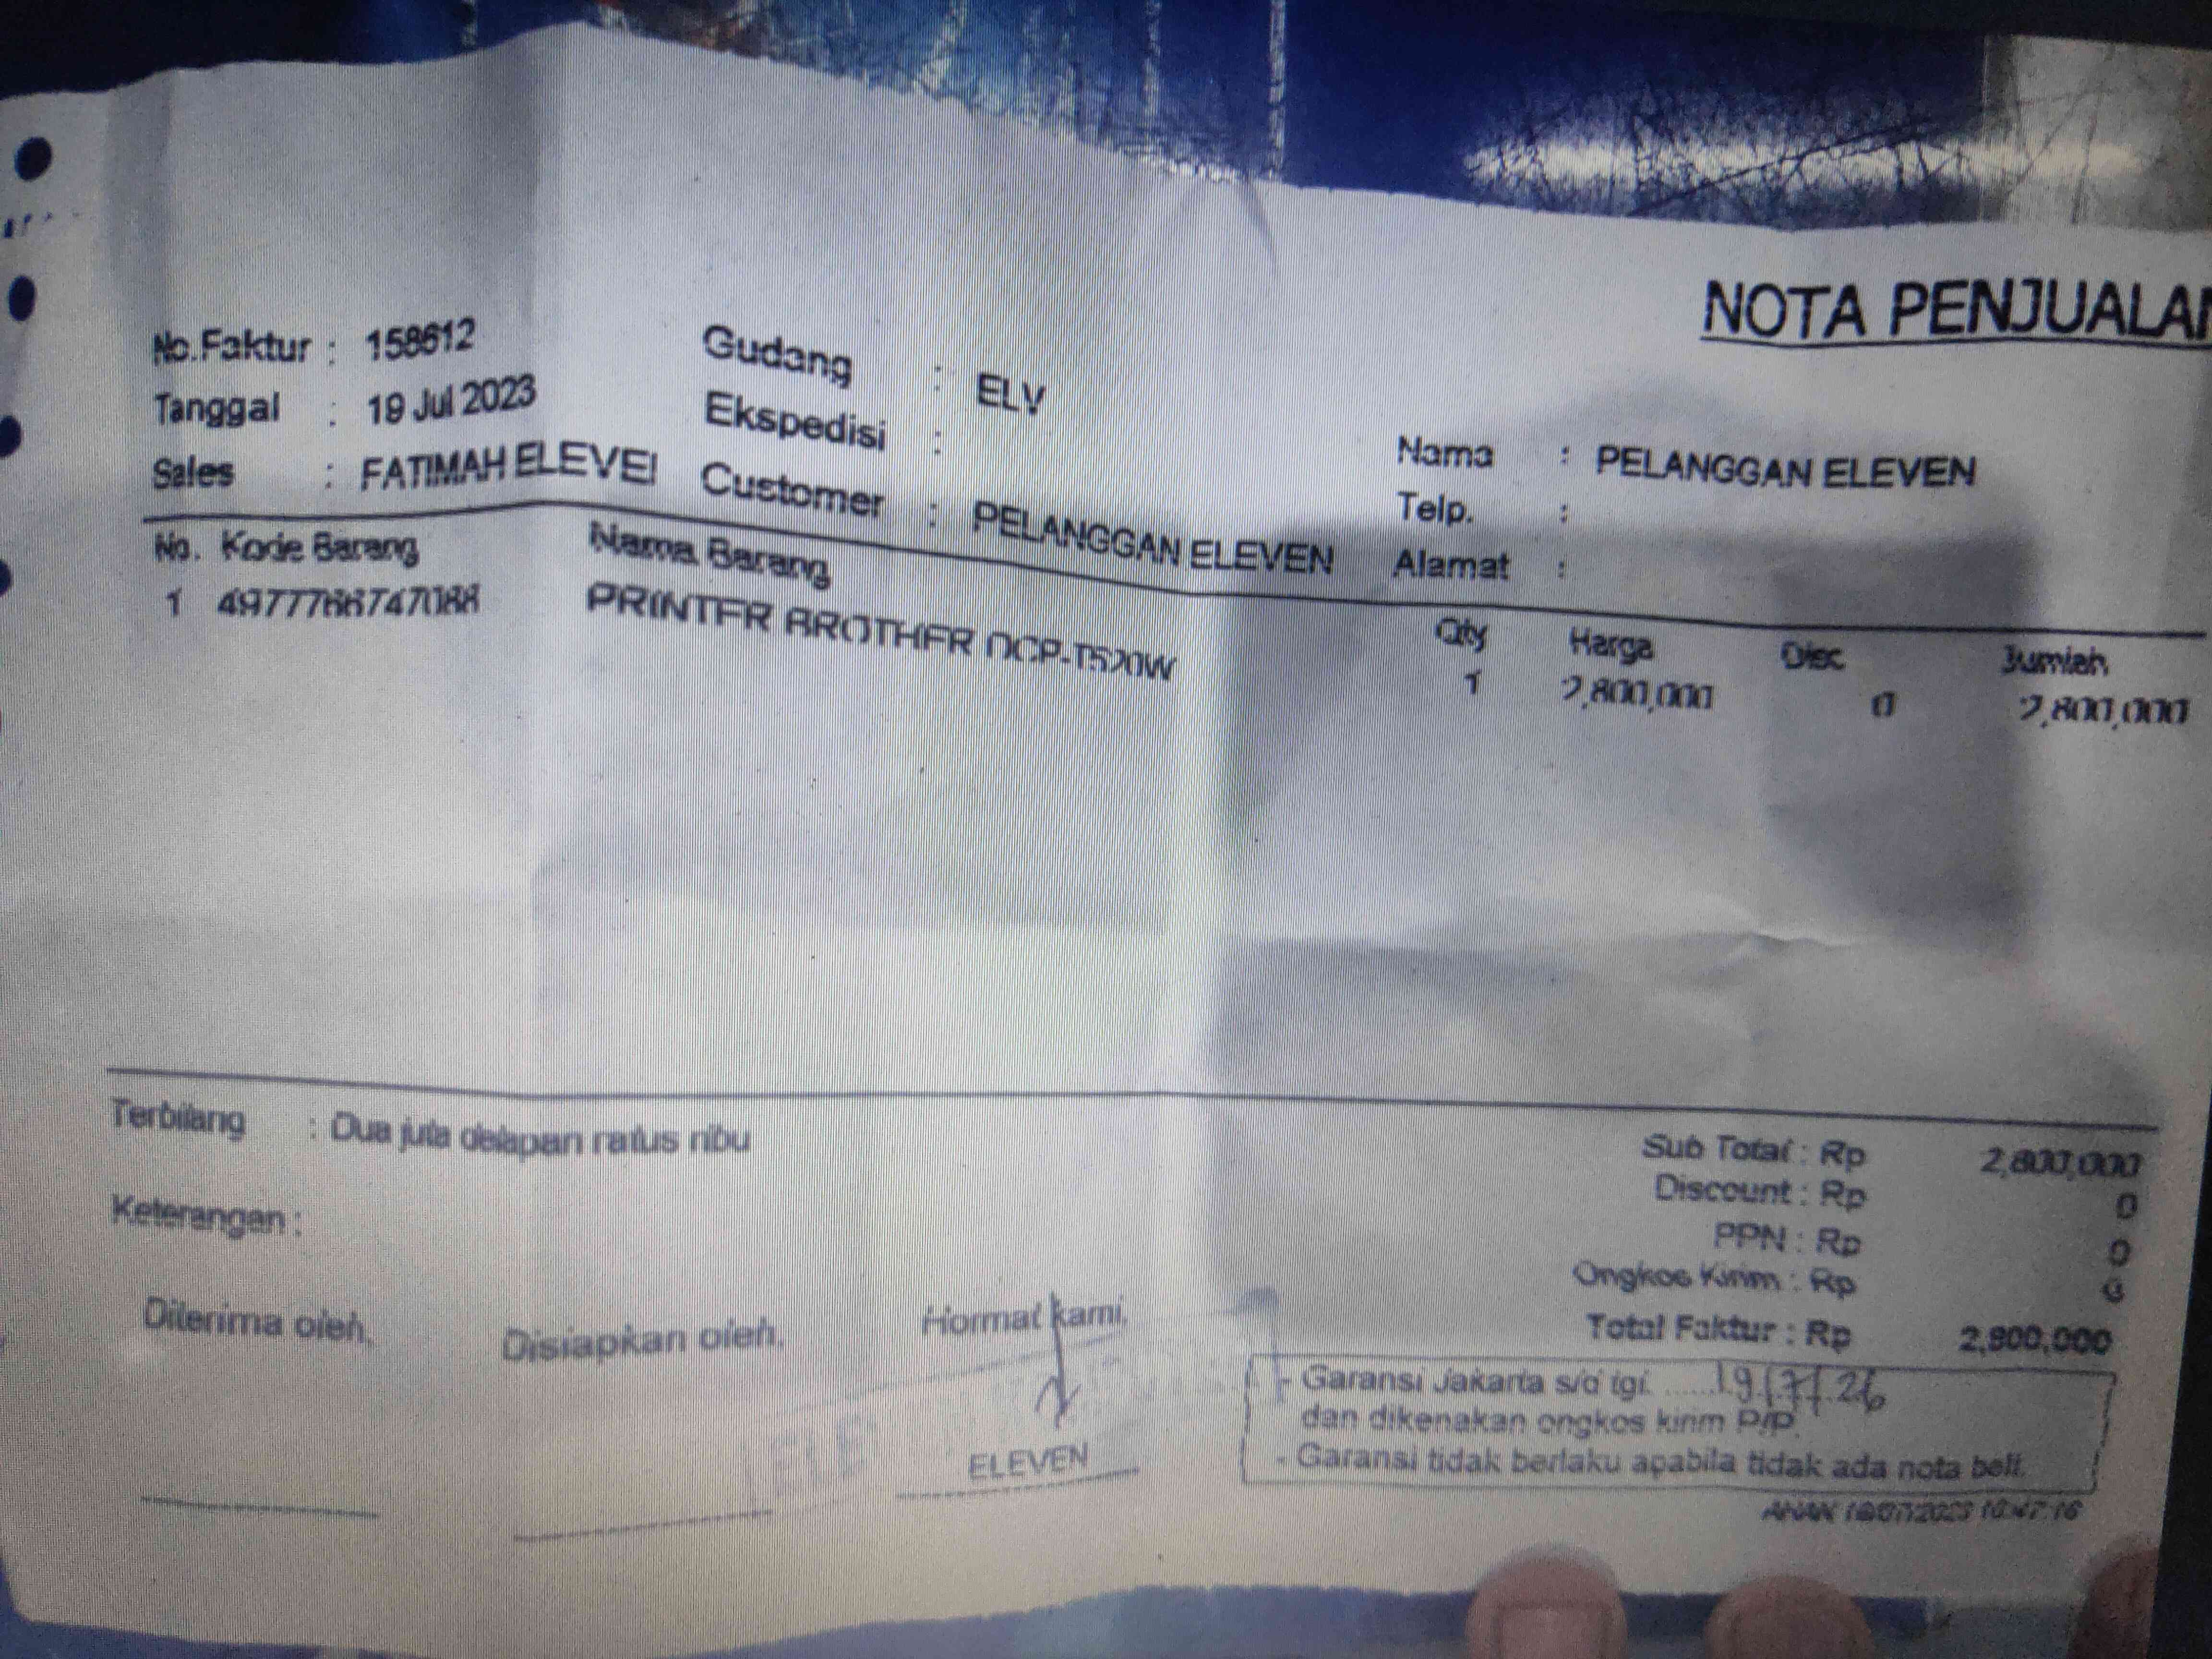 NOTA PENJUALAN
No.Faktur : 158612
Tanggal : 19 Jul 2023
Sales : FATIMAH ELEVEI
Gudang : ELV
Ekspedisi :
Customer : PELANGGAN ELEVEN
Nama : PELANGGAN ELEVEN
Telp. :
Alamat :
No. Kode Barang Nama Barang Qty Harga Disc Jumlah
1 4977766747086 PRINTER BROTHER DCP-T520W 1 2,800,000 0 2,800,000
Terbilang : Dua juta delapan ratus ribu
Keterangan :
Sub Total : Rp 2,800,000
Discount : Rp 0
PPN : Rp 0
Ongkos Kirim : Rp 0
Total Faktur : Rp 2,800,000
Diterima oleh, Disiapkan oleh, Hormat kami,
ELEVEN
- Garansi Jakarta s/d tgl. 19/7/26
dan dikenakan ongkos kirim P/P.
- Garansi tidak berlaku apabila tidak ada nota beli.